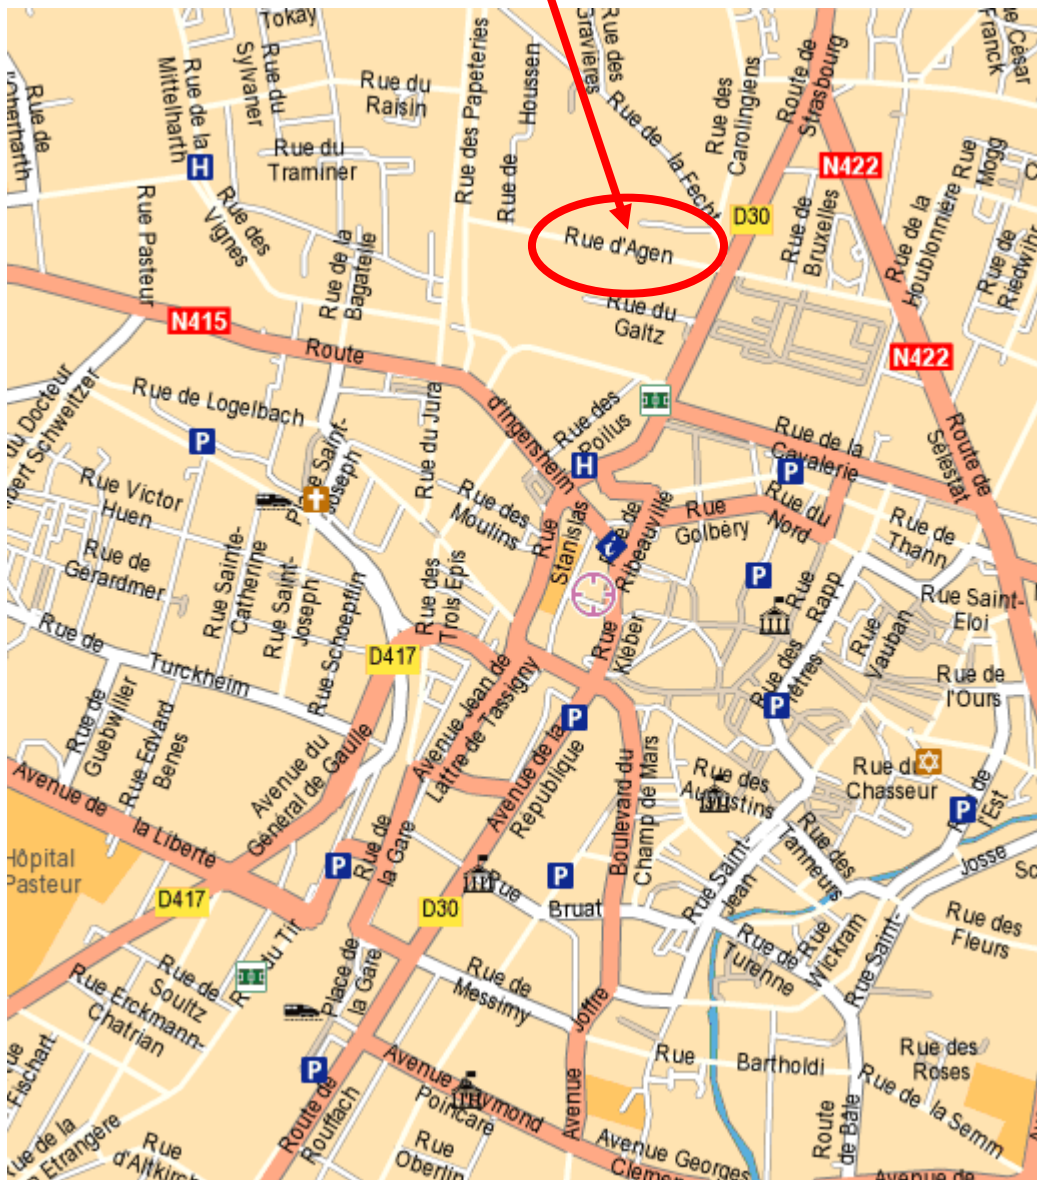 Tokay
Rue du
Sylvaner
Rue de la
Mittelharth
Rue de
l'Oberharth
Rue du
Raisin
Rue des Papeteries
Rue de
Houssen
Gravières
Rue des
Rue de
la Fecht
Rue des
Carolingiens
Route de
Strasbourg
Rue César
Franck
Rue du
Traminer
H
N422
Rue
Mogg
Rue Pasteur
Rue des
Vignes
Rue de la
Bagatelle
Rue d'Agen
D30
Rue de
Bruxelles
Rue de la
Houblonnière
Rue de
Riedwihr
N415
Route
d'Ingersheim
Rue du
Galtz
N422
du Docteur
Albert Schweitzer
Rue de Logelbach
P
Rue Saint-
Joseph
Rue du Jura
Rue des
Poilus
H
Rue de la
Cavalerie
P
Route de
Sélestat
Rue Victor
Huen
Rue des
Moulins
Rue
Stanislas
Rue de
Ribeauvillé
Rue
Golbéry
Rue du
Nord
Rue de
Thann
Rue de
Gérardmer
Rue Sainte-
Catherine
Rue Saint-
Joseph
Rue Schoepflin
Rue des
Trois Epis
i
P
Rue
Rapp
Rue Saint-
Eloi
Rue
Vauban
Rue de
Turckheim
D417
Rue
Kléber
Rue des
Prêtres
P
Rue de
l'Ours
Rue de
Guebwiller
Rue Edvard
Benes
Avenue Jean de
Lattre de Tassigny
P
Avenue de la
République
Boulevard du
Champ de Mars
Rue des
Augustins
Rue du
Chasseur
Rue de
l'Est
P
Avenue du
Général de Gaulle
Avenue de
la Liberté
Hôpital
Pasteur
P
Rue de
la Gare
D417
D30
Rue
Bruat
P
Rue Saint-
Jean
Rue des
Tanneurs
Rue Saint-
Josse
Rue des
Fleurs
Rue de
Turenne
Rue
Wickram
Rue de
Soultz
du Tir
Rue Erckmann-
Chatrian
Place de
la Gare
Rue de
Messimy
Avenue
Joffre
Rue
Bartholdi
Rue des
Roses
Rue de la Semm
Rue
Fischart
P
Route de
Rouffach
Avenue Raymond
Poincaré
Rue
Oberlin
Avenue Georges
Clemen
Route
de Bâle
Avenue de
Rue de la
Etrangère
Rue
d'Altkirch